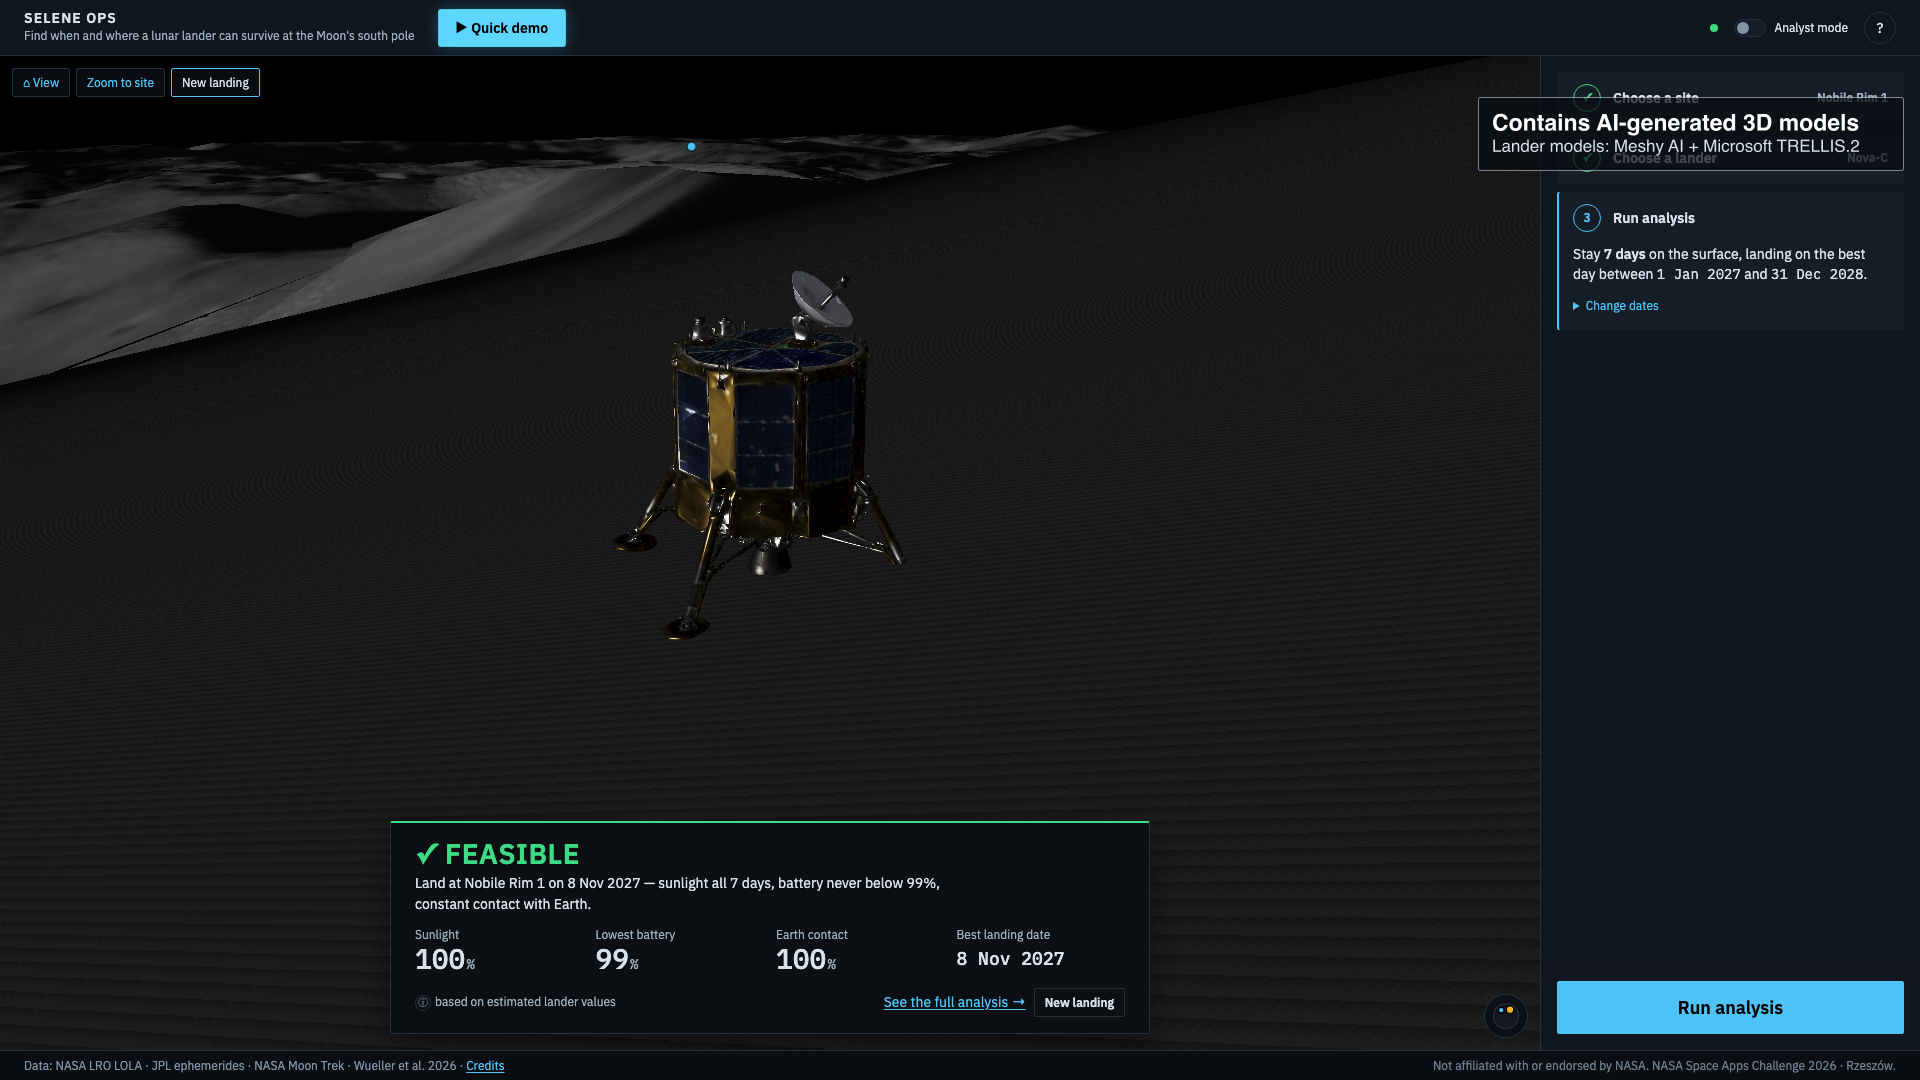 SELENE OPS
Find when and where a lunar lander can survive at the Moon's south pole
▶ Quick demo
Analyst mode
?
⌂ View
Zoom to site
New landing
✓ Choose a site
Nobile Rim 1
Contains AI-generated 3D models
Lander models: Meshy AI + Microsoft TRELLIS.2
✓ Choose a lander
Nova-C
3 Run analysis
Stay 7 days on the surface, landing on the best
day between 1 Jan 2027 and 31 Dec 2028.
▶ Change dates
✓ FEASIBLE
Land at Nobile Rim 1 on 8 Nov 2027 — sunlight all 7 days, battery never below 99%,
constant contact with Earth.
Sunlight
100%
Lowest battery
99%
Earth contact
100%
Best landing date
8 Nov 2027
ⓘ based on estimated lander values
See the full analysis →
New landing
Run analysis
Data: NASA LRO LOLA · JPL ephemerides · NASA Moon Trek · Wueller et al. 2026 · Credits
Not affiliated with or endorsed by NASA. NASA Space Apps Challenge 2026 · Rzeszów.